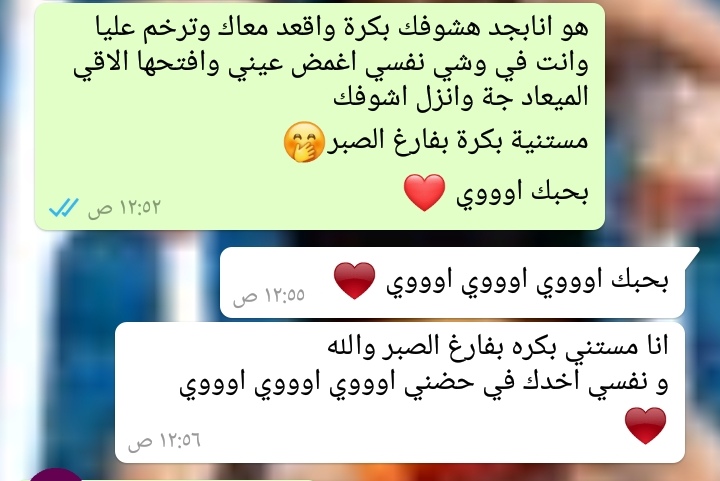 هو انابجد هشوفك بكرة واقعد معاك وترخم عليا
وانت في وشي نفسي اغمض عيني وافتحها الاقي
الميعاد جة وانزل اشوفك
مستنية بكرة بفارغ الصبر🤭
بحبك اوووي ❤️
١٢:٥٢ ص
بحبك اوووي اوووي اوووي ❤️
١٢:٥٥ ص
انا مستني بكره بفارغ الصبر والله
و نفسي اخدك في حضني اوووي اوووي اوووي
❤️
١٢:٥٦ ص